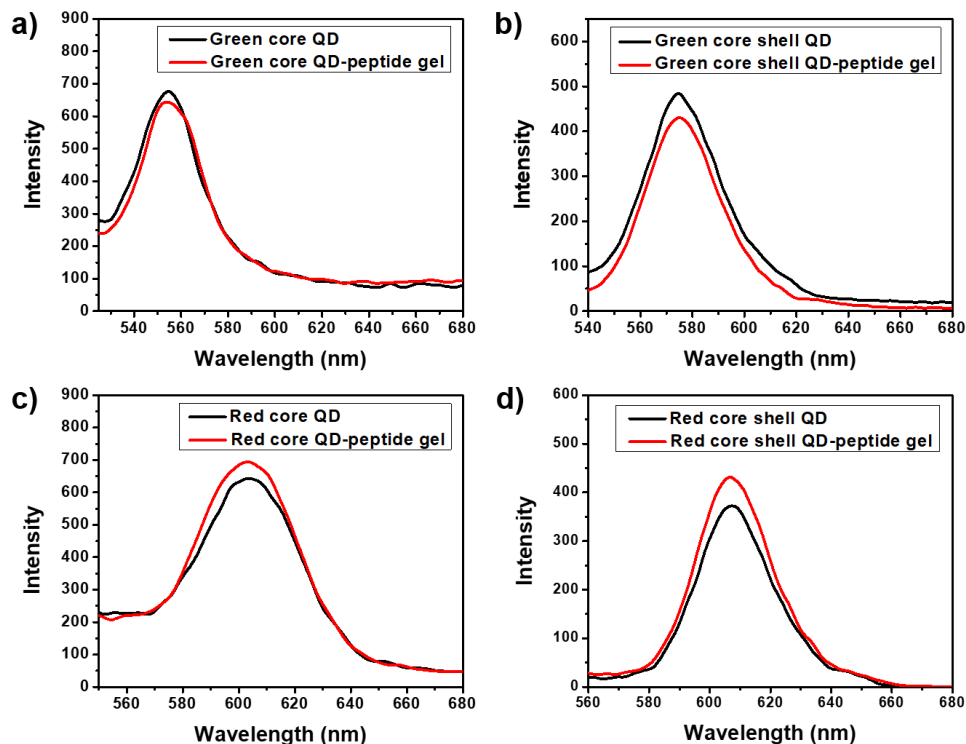 a)
Green core QD
Green core QD-peptide gel
Intensity
900
800
700
600
500
400
300
200
100
0
540 560 580 600 620 640 660 680
Wavelength (nm)
b)
Green core shell QD
Green core shell QD-peptide gel
Intensity
600
500
400
300
200
100
0
540 560 580 600 620 640 660 680
Wavelength (nm)
c)
Red core QD
Red core QD-peptide gel
Intensity
900
800
700
600
500
400
300
200
100
0
560 580 600 620 640 660 680
Wavelength (nm)
d)
Red core shell QD
Red core shell QD-peptide gel
Intensity
600
500
400
300
200
100
0
560 580 600 620 640 660 680
Wavelength (nm)